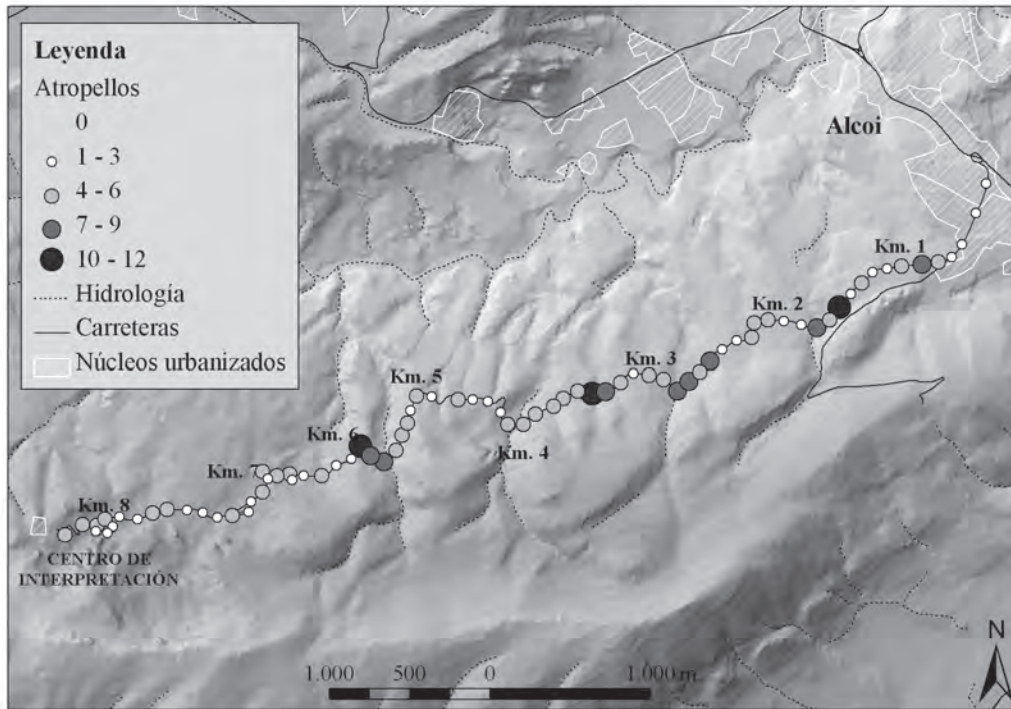 Leyenda
Atropellos
0
1 - 3
4 - 6
7 - 9
10 - 12
Hidrología
Carreteras
Núcleos urbanizados
Alcoi
Km. 1
Km. 2
Km. 3
Km. 4
Km. 5
Km. 6
Km. 7
Km. 8
CENTRO DE
INTERPRETACIÓN
1.000 500 0 1.000 m
N